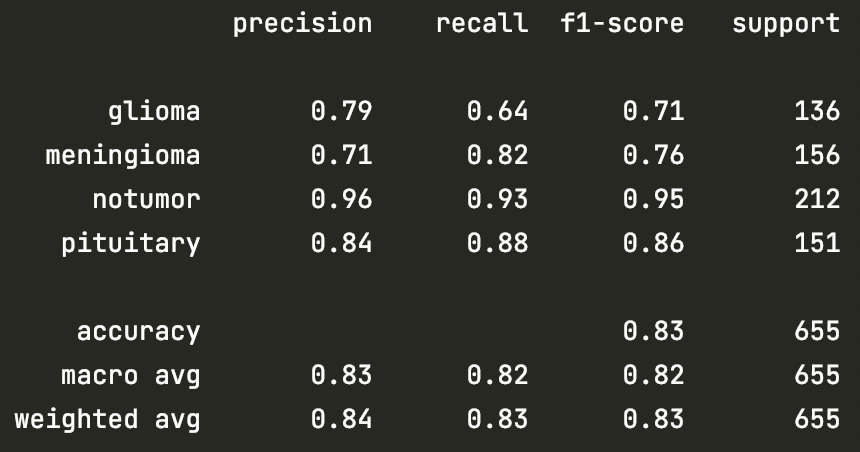 precision recall f1-score support
glioma 0.79 0.64 0.71 136
meningioma 0.71 0.82 0.76 156
notumor 0.96 0.93 0.95 212
pituitary 0.84 0.88 0.86 151
accuracy 0.83 655
macro avg 0.83 0.82 0.82 655
weighted avg 0.84 0.83 0.83 655